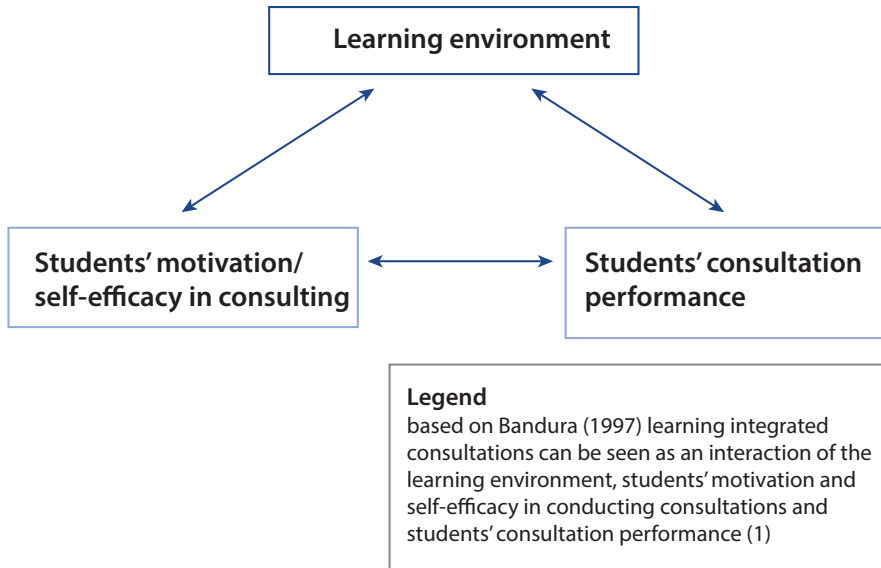 Learning environment
Students’ motivation/
self-efficacy in consulting
Students’ consultation
performance
Legend
based on Bandura (1997) learning integrated
consultations can be seen as an interaction of the
learning environment, students’ motivation and
self-efficacy in conducting consultations and
students’ consultation performance (1)